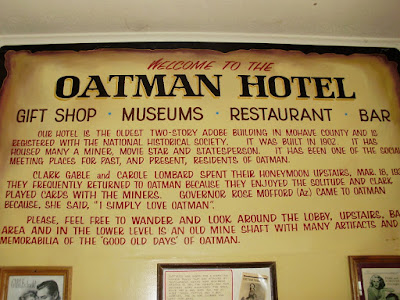 WELCOME TO THE
OATMAN HOTEL
GIFT SHOP · MUSEUMS · RESTAURANT · BAR
OUR HOTEL IS THE OLDEST TWO-STORY ADOBE BUILDING IN MOHAVE COUNTY AND IS
REGISTERED WITH THE NATIONAL HISTORICAL SOCIETY. IT WAS BUILT IN 1902. IT HAS
HOUSED MANY A MINER, MOVIE STAR AND STATESPERSON. IT HAS BEEN ONE OF THE SOCIAL
MEETING PLACES FOR PAST, AND PRESENT, RESIDENTS OF OATMAN.
CLARK GABLE and CAROLE LOMBARD SPENT THEIR HONEYMOON UPSTAIRS, MAR. 18,
THEY FREQUENTLY RETURNED TO OATMAN BECAUSE THEY ENJOYED THE SOLITUDE AND CLARK
PLAYED CARDS WITH THE MINERS. GOVERNOR ROSE MOFFORD (Az) CAME TO OATMAN
BECAUSE, SHE SAID, "I SIMPLY LOVE OATMAN".
PLEASE, FEEL FREE TO WANDER AND LOOK AROUND THE LOBBY, UPSTAIRS,
AREA AND IN THE LOWER LEVEL IS AN OLD MINE SHAFT WITH MANY ARTIFACTS AND
MEMORABILIA OF THE "GOOD OLD DAYS" OF OATMAN.